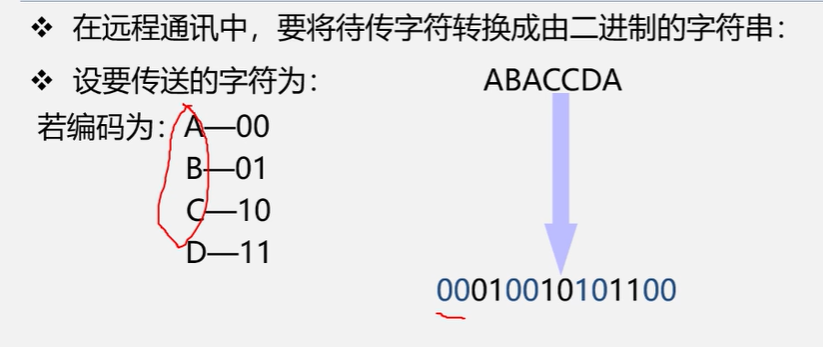 ❖ 在远程通讯中，要将待传字符转换成由二进制的字符串：
❖ 设要传送的字符为： ABACCDA
若编码为：A—00
B—01
C—10
D—11
00010010101100